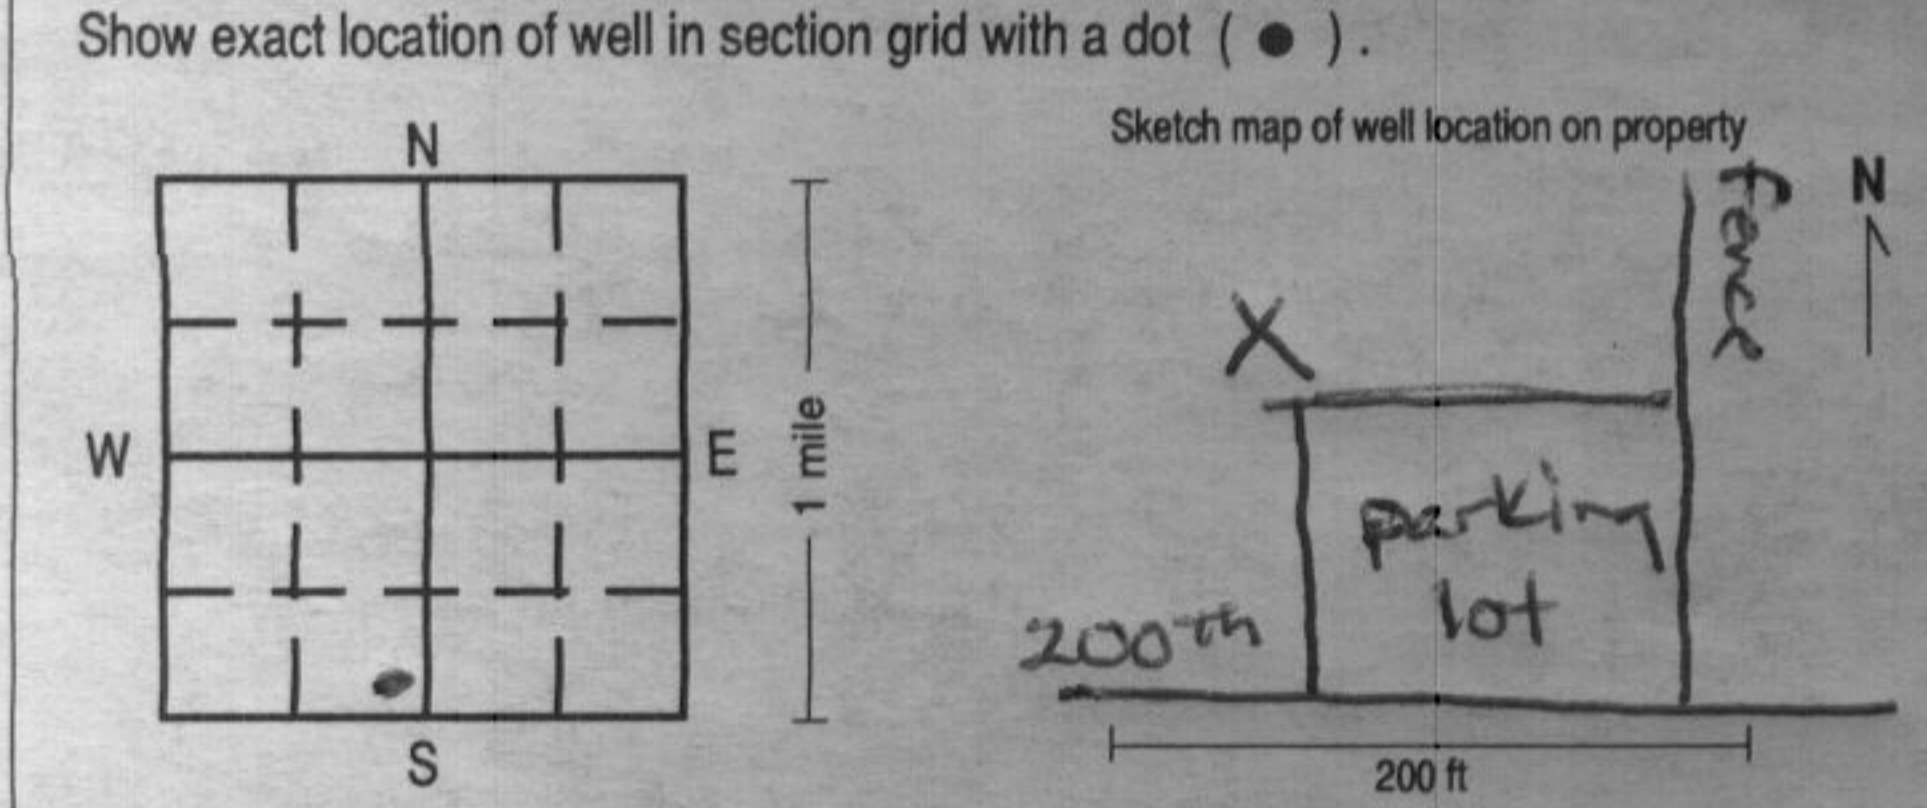 Show exact location of well in section grid with a dot ( ● ) .
N
W
E
S
1 mile
Sketch map of well location on property
N
fence
X
parking
lot
200th
200 ft